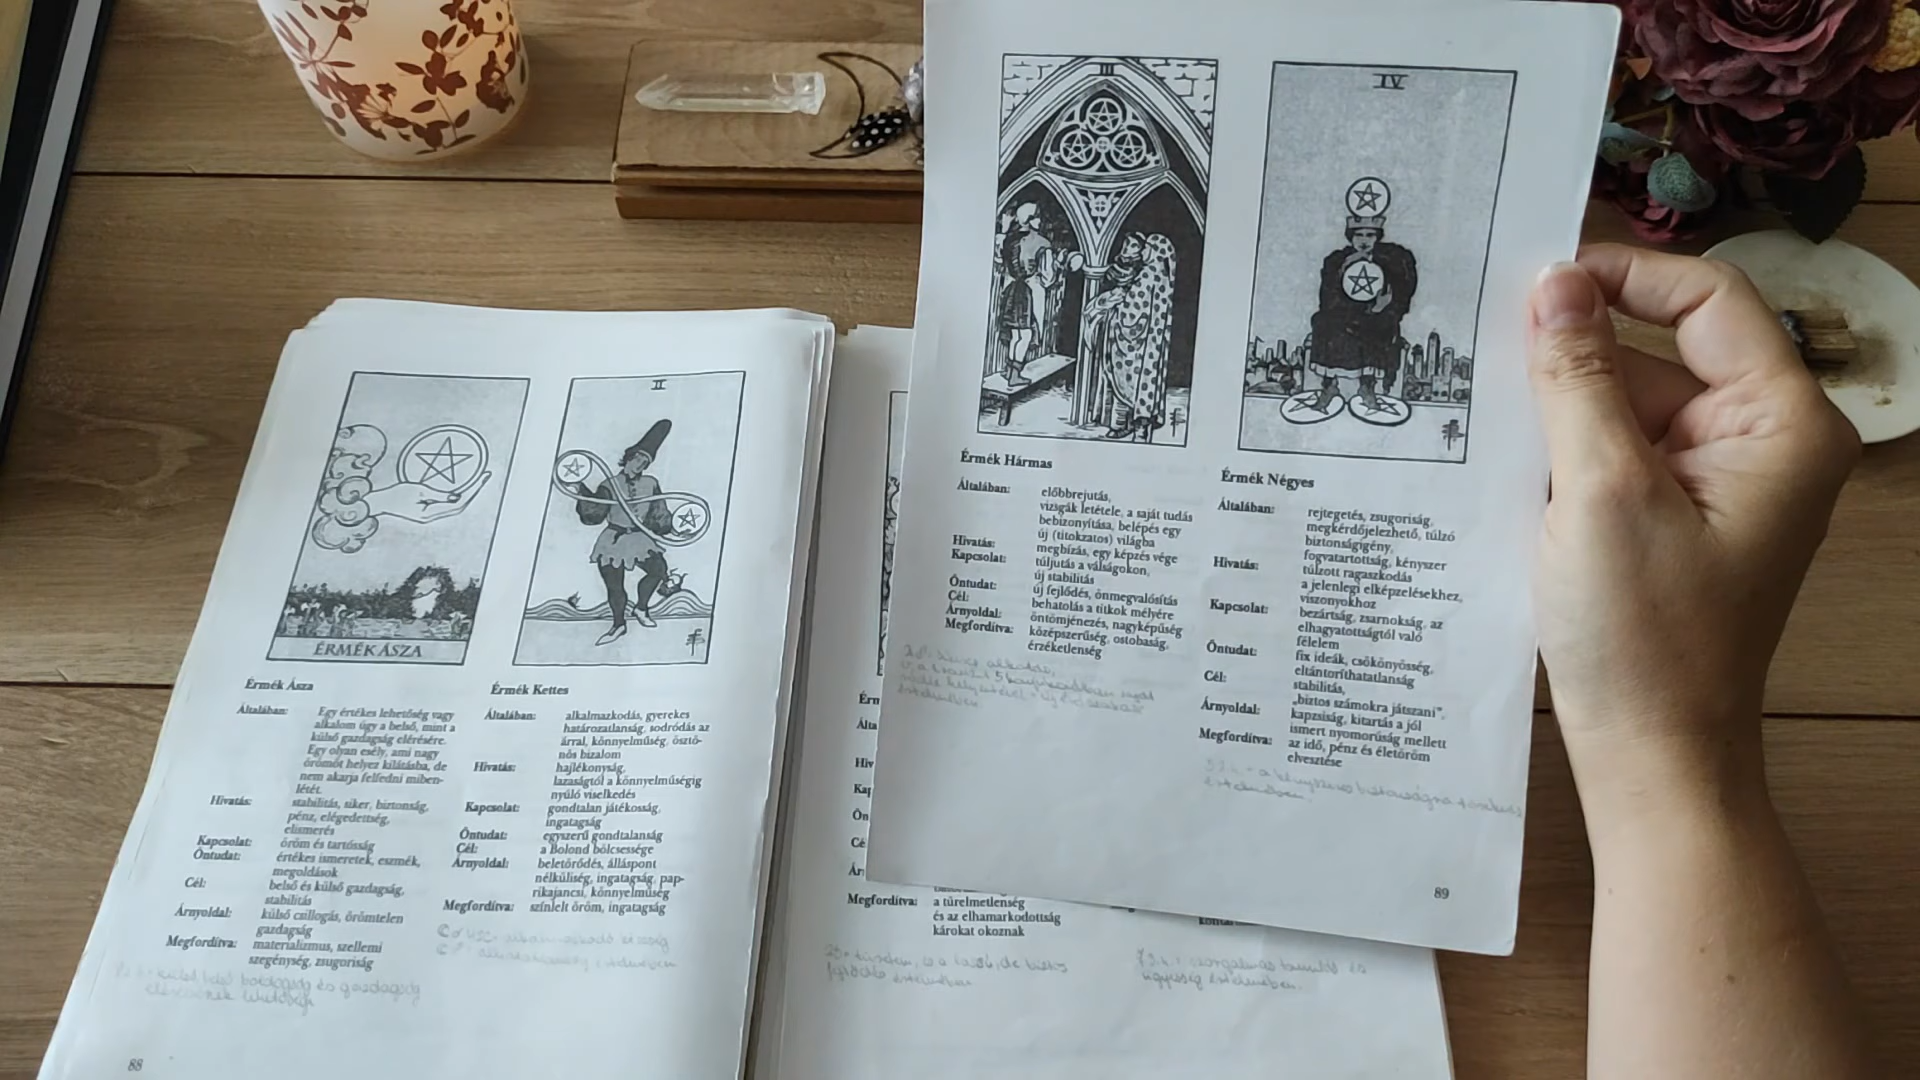 ÉRMÉK ÁSZA
Érmék Ásza
Általában: Egy értékes lehetőség vagy
alkalom úgy a belső, mint a
külső gazdagság elérésére.
Egy olyan esély, ami nagy
örömöt helyez kilátásba, de
nem akarja felfedni miben-
létét.
Hivatás: stabilitás, siker, biztonság,
pénz, elégedettség,
elismerés
Kapcsolat: öröm és tartósság
Öntudat: értékes ismeretek, eszmék,
megoldások
Cél: belső és külső gazdagság,
stabilitás
Árnyoldal: külső csillogás, örömtelen
gazdagság
Megfordítva: materializmus, szellemi
szegénység, zsugoriság
88
II
Érmék Kettes
Általában: alkalmazkodás, gyerekes
határozatlanság, sodródás az
árral, könnyelműség, ösztö-
nös bizalom
Hivatás: hajlékonyság,
lazaságtól a könnyelműségig
nyúló viselkedés
Kapcsolat: gondtalan játékosság,
ingatagság
Öntudat: egyszerű gondtalanság
Cél: a Bolond bölcsessége
Árnyoldal: beletörődés, álláspont
nélküliség, ingatagság, pap-
rikajancsi, könnyelműség
Megfordítva: színlelt öröm, ingatagság
III
Érmék Hármas
Általában: előbbrejutás,
vizsgák letétele, a saját tudás
bebizonyítása, belépés egy
új (titokzatos) világba
Hivatás: megbízás, egy képzés vége
Kapcsolat: túljutás a válságokon,
új stabilitás
Öntudat: új fejlődés, önmegvalósítás
Cél: behatolás a titkok mélyére
Árnyoldal: öntömjénezés, nagyképűség
Megfordítva: középszerűség, ostobaság,
érzéketlenség
IV
Érmék Négyes
Általában: rejtegetés, zsugoriság,
megkérdőjelezhető, túlzó
biztonságigény,
fogvatartottság, kényszer
Hivatás: túlzott ragaszkodás
a jelenlegi elképzelésekhez,
viszonyokhoz
Kapcsolat: bezártság, zsarnokság, az
elhagyatottságtól való
félelem
Öntudat: fix ideák, csökönyösség,
eltántoríthatatlanság
Cél: stabilitás,
„biztos számokra játszani”,
Árnyoldal: kapzsiság, kitartás a jól
ismert nyomorúság mellett
Megfordítva: az idő, pénz és életöröm
elvesztése
89
Megfordítva:
a türelmetlenség
és az elhamarkodottság
károkat okoznak